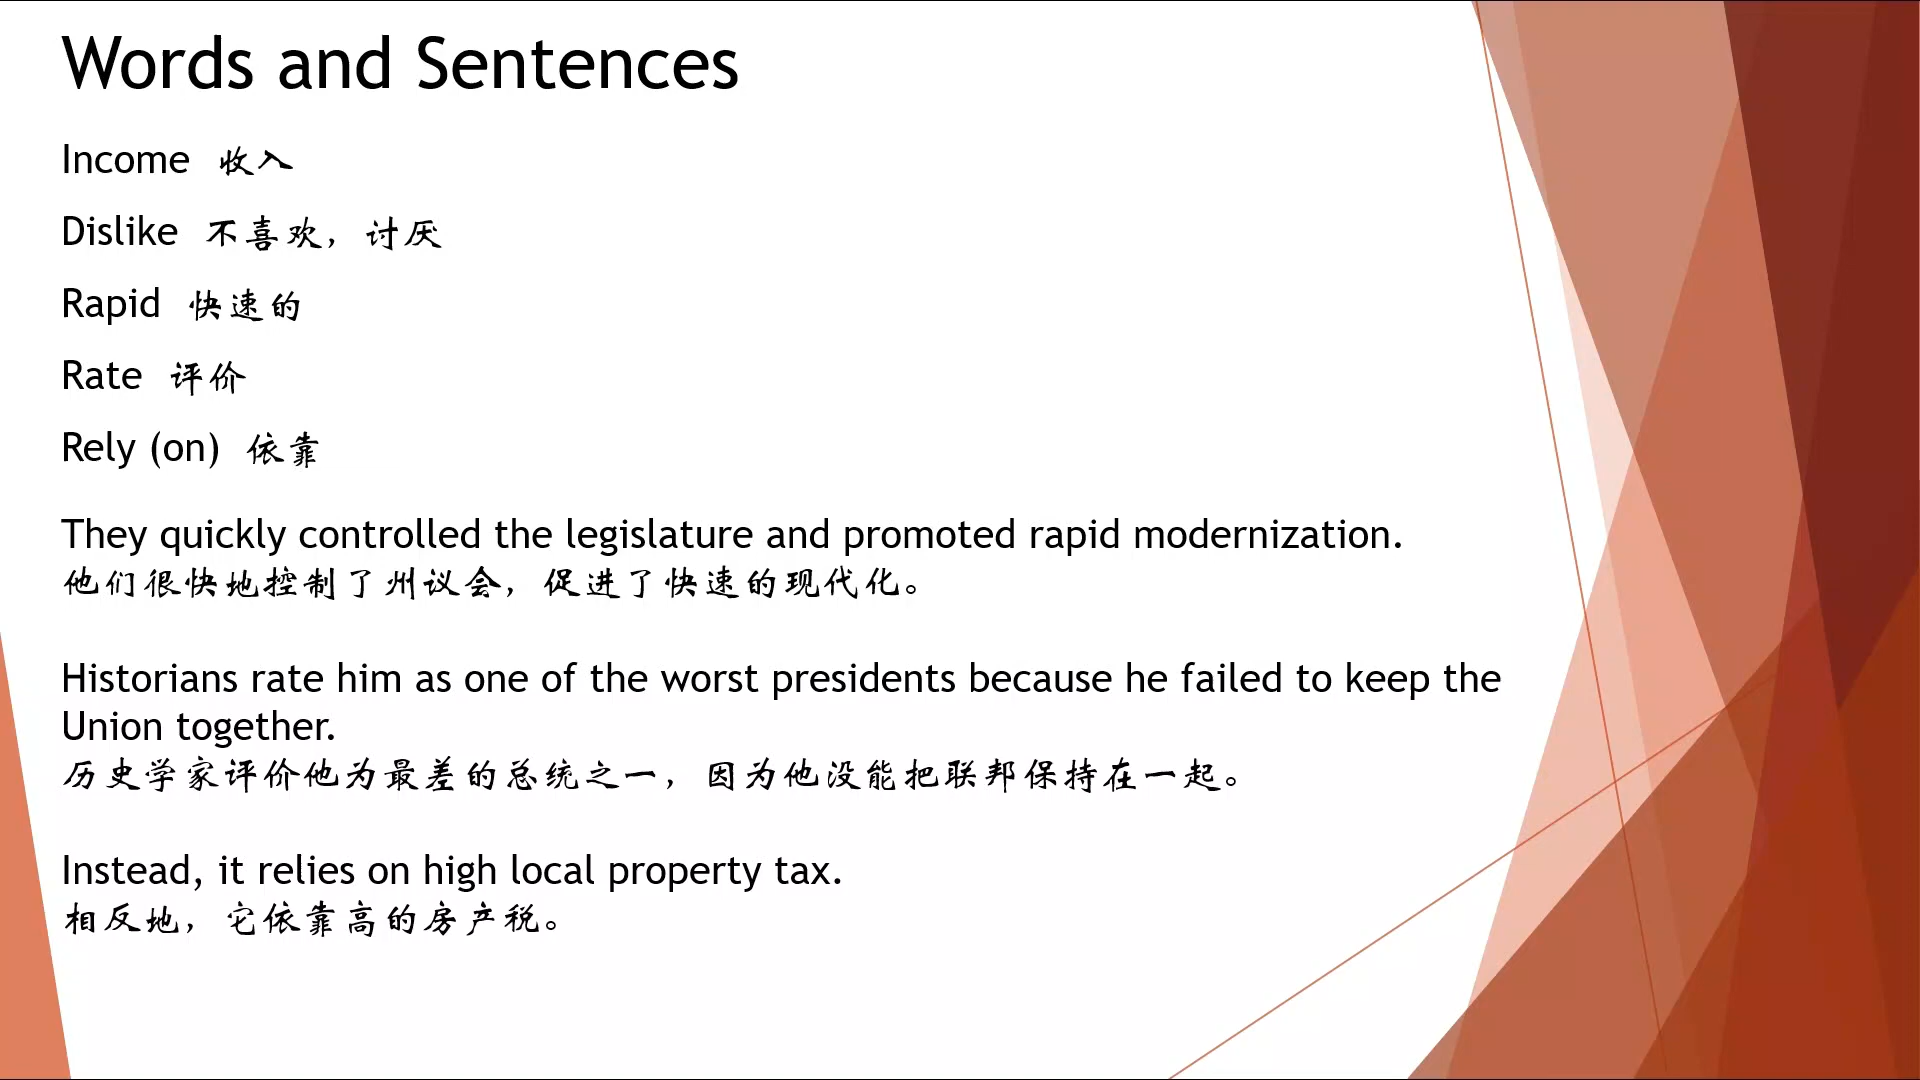 Words and Sentences
Income 收入
Dislike 不喜欢，讨厌
Rapid 快速的
Rate 评价
Rely (on) 依靠
They quickly controlled the legislature and promoted rapid modernization.
他们很快地控制了州议会，促进了快速的现代化。
Historians rate him as one of the worst presidents because he failed to keep the
Union together.
历史学家评价他为最差的总统之一，因为他没能把联邦保持在一起。
Instead, it relies on high local property tax.
相反地，它依靠高的房产税。